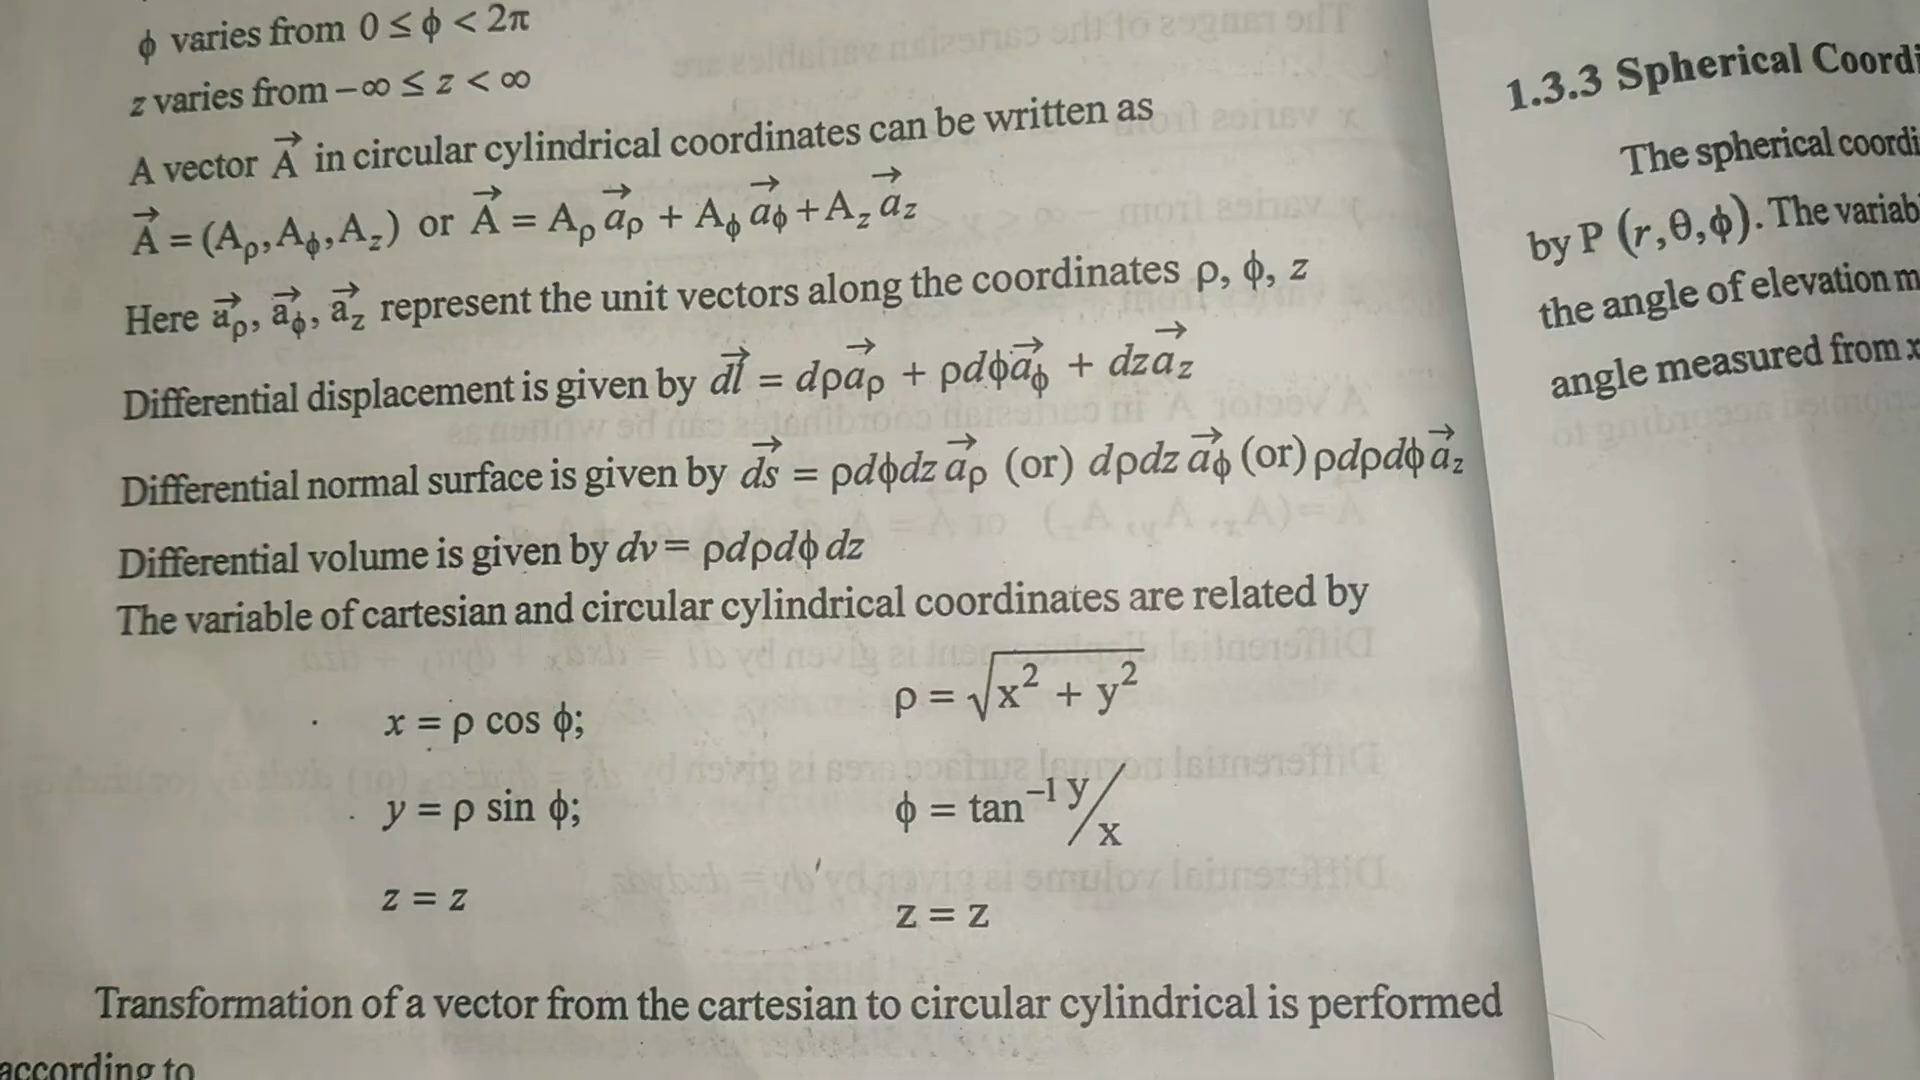 ϕ varies from 0 ≤ ϕ < 2π
z varies from – ∞ ≤ z < ∞
A vector A⃗ in circular cylindrical coordinates can be written as
A⃗ = (Aρ, Aϕ, Az) or A⃗ = Aρ a⃗ρ + Aϕ a⃗ϕ + Az a⃗z
Here a⃗ρ, a⃗ϕ, a⃗z represent the unit vectors along the coordinates ρ, ϕ, z
Differential displacement is given by dl⃗ = dρa⃗ρ + ρdϕa⃗ϕ + dza⃗z
Differential normal surface is given by ds⃗ = ρdϕdz a⃗ρ (or) dρdz a⃗ϕ (or) ρdρdϕ a⃗z
Differential volume is given by dv = ρdρdϕ dz
The variable of cartesian and circular cylindrical coordinates are related by
x = ρ cos ϕ; ρ = √(x² + y²)
y = ρ sin ϕ; ϕ = tan⁻¹ y/x
z = z z = z
Transformation of a vector from the cartesian to circular cylindrical is performed
according to
1.3.3 Spherical Coordi
The spherical coordi
by P (r,θ,ϕ). The variab
the angle of elevation m
angle measured from x